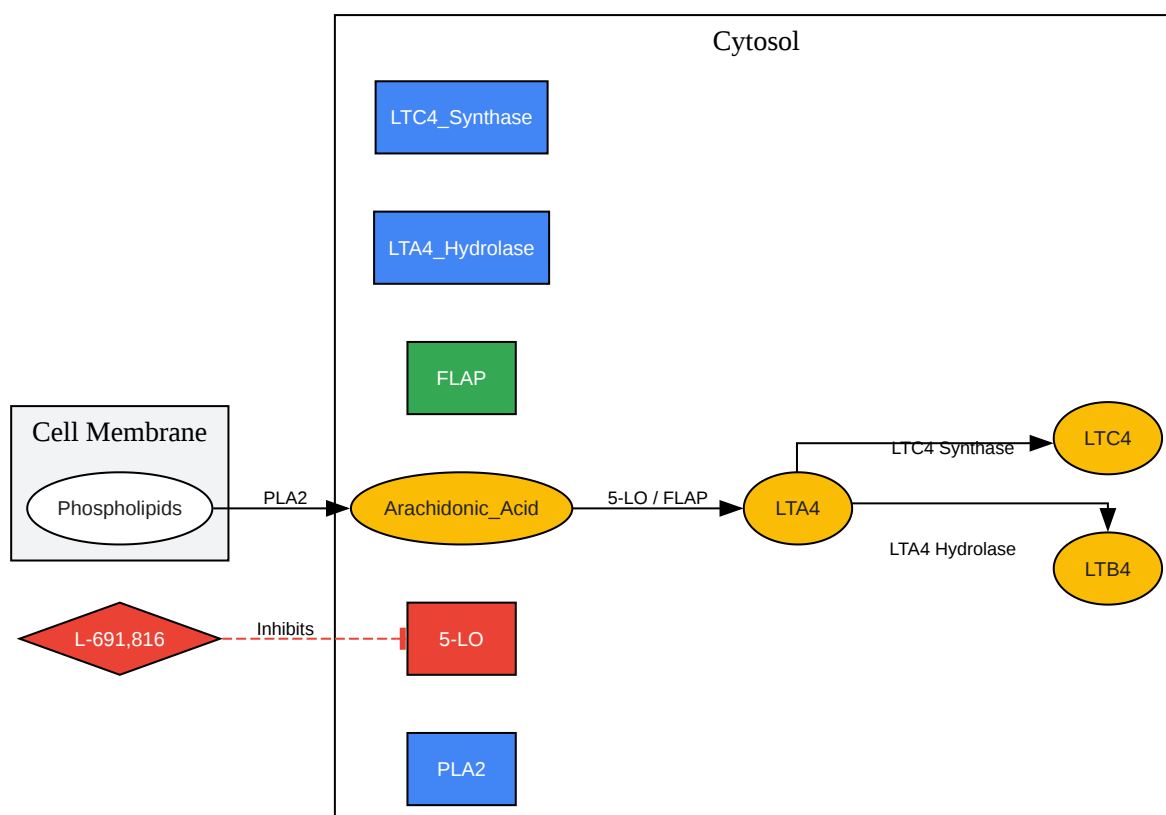 Cytosol
LTC4_Synthase
LTA4_Hydrolase
FLAP
Cell Membrane
Phospholipids
PLA2
Arachidonic_Acid
5-LO / FLAP
LTA4
LTC4 Synthase
LTC4
LTA4 Hydrolase
LTB4
L-691,816
Inhibits
5-LO
PLA2